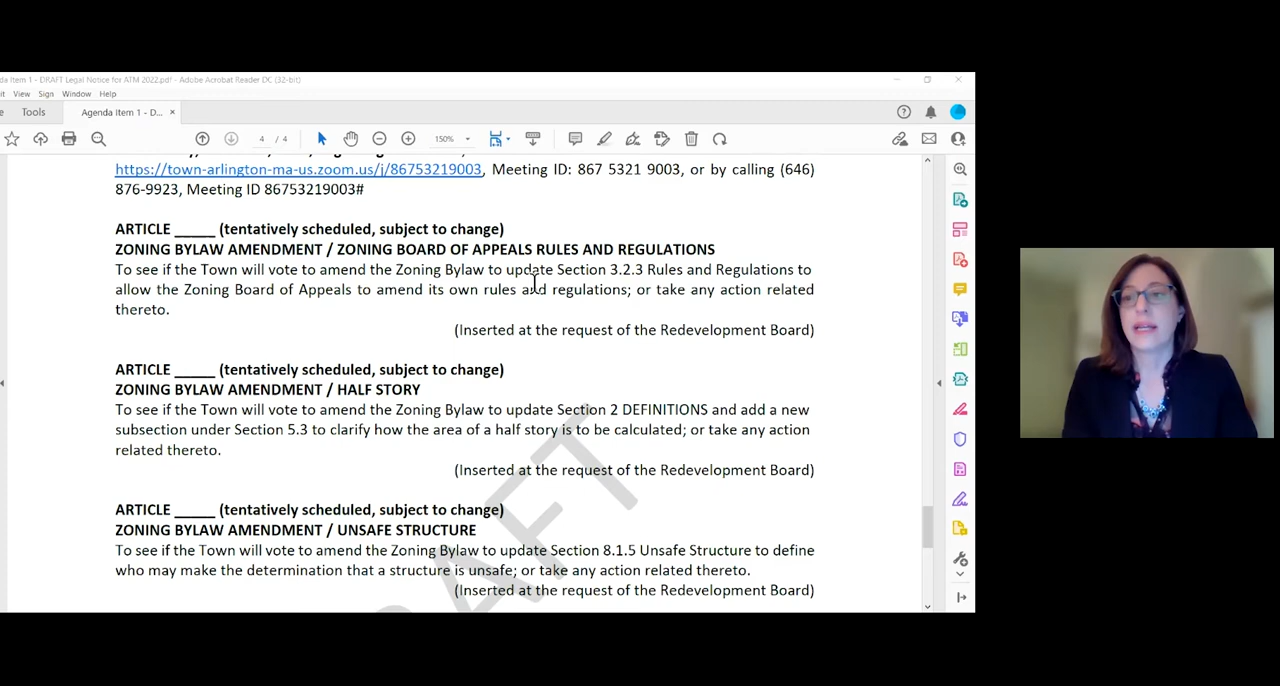 da Item 1 - DRAFT Legal Notice for ATM 2022.pdf - Adobe Acrobat Reader DC (32-bit)
it View Sign Window Help
e Tools Agenda Item 1 - D... ×
4 / 4 150%
https://town-arlington-ma-us.zoom.us/j/86753219003, Meeting ID: 867 5321 9003, or by calling (646)
876-9923, Meeting ID 86753219003#
ARTICLE _____ (tentatively scheduled, subject to change)
ZONING BYLAW AMENDMENT / ZONING BOARD OF APPEALS RULES AND REGULATIONS
To see if the Town will vote to amend the Zoning Bylaw to update Section 3.2.3 Rules and Regulations to
allow the Zoning Board of Appeals to amend its own rules and regulations; or take any action related
thereto.
(Inserted at the request of the Redevelopment Board)
ARTICLE _____ (tentatively scheduled, subject to change)
ZONING BYLAW AMENDMENT / HALF STORY
To see if the Town will vote to amend the Zoning Bylaw to update Section 2 DEFINITIONS and add a new
subsection under Section 5.3 to clarify how the area of a half story is to be calculated; or take any action
related thereto.
(Inserted at the request of the Redevelopment Board)
ARTICLE _____ (tentatively scheduled, subject to change)
ZONING BYLAW AMENDMENT / UNSAFE STRUCTURE
To see if the Town will vote to amend the Zoning Bylaw to update Section 8.1.5 Unsafe Structure to define
who may make the determination that a structure is unsafe; or take any action related thereto.
(Inserted at the request of the Redevelopment Board)
RAFT